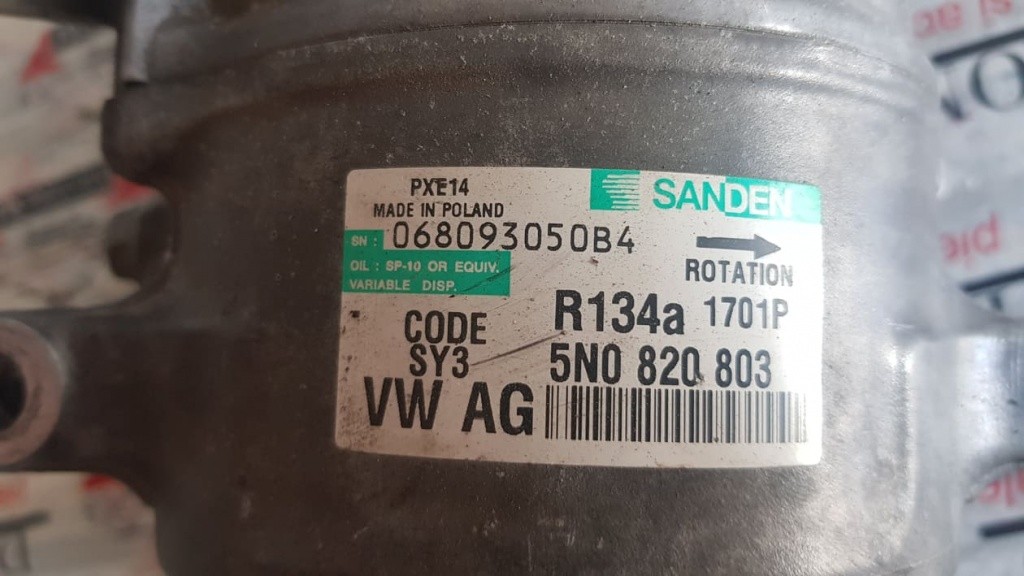 PXE14
SANDEN
MADE IN POLAND
SN: 068093050B4
ROTATION
OIL : SP-10 OR EQUIV.
VARIABLE DISP.
CODE
R134a 1701P
SY3
5N0 820 803
VW AG